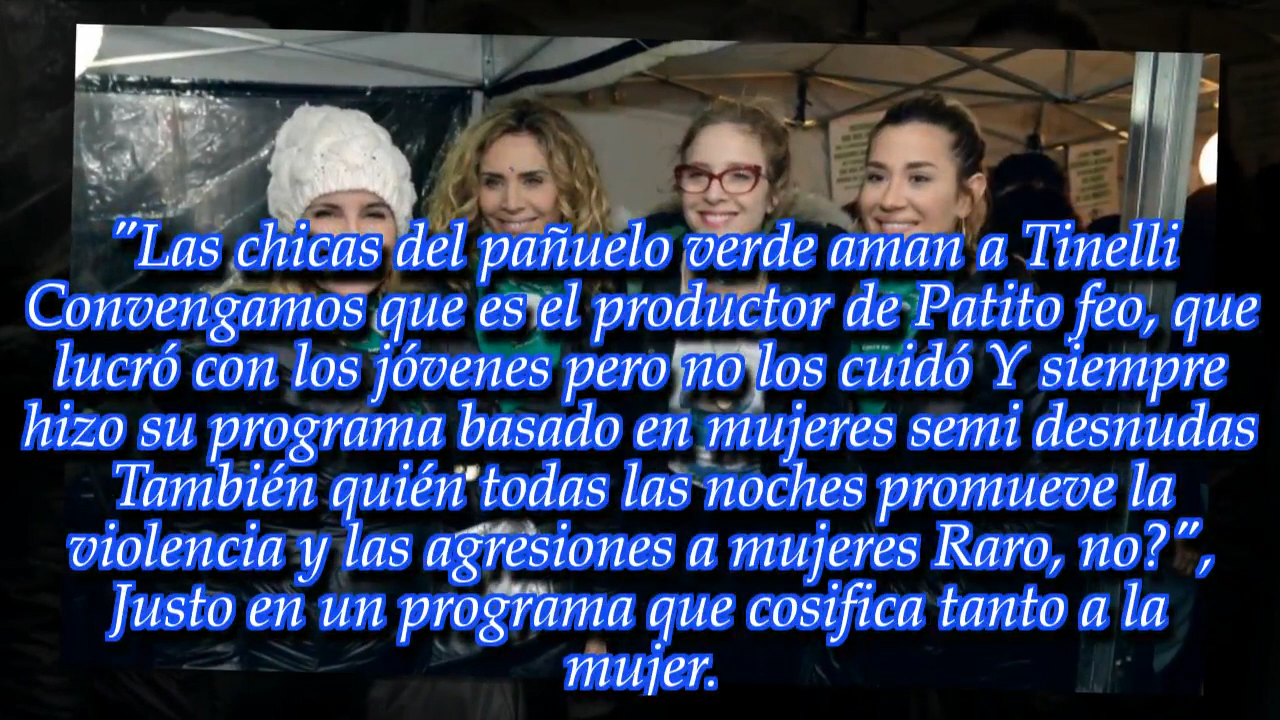 "Las chicas del pañuelo verde aman a Tinelli
Convengamos que es el productor de Patito feo, que
lucró con los jóvenes pero no los cuidó Y siempre
hizo su programa basado en mujeres semi desnudas
También quién todas las noches promueve la
violencia y las agresiones a mujeres Raro, no?",
Justo en un programa que cosifica tanto a la
mujer.